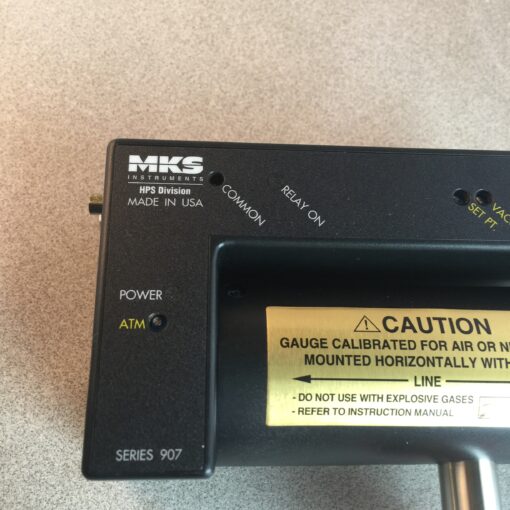 MKS
INSTRUMENTS
HPS Division
MADE IN USA
COMMON
RELAY ON
VAC
SET PT.
POWER
ATM
CAUTION
GAUGE CALIBRATED FOR AIR OR N
MOUNTED HORIZONTALLY WITH
LINE
- DO NOT USE WITH EXPLOSIVE GASES
- REFER TO INSTRUCTION MANUAL
SERIES 907